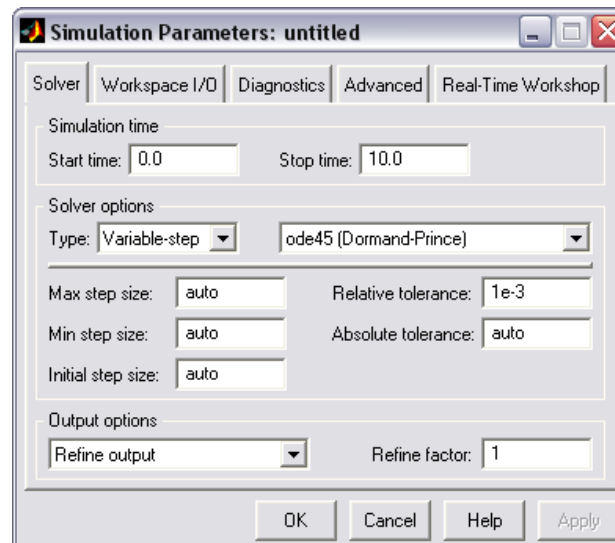 Simulation Parameters: untitled
Solver Workspace I/O Diagnostics Advanced Real-Time Workshop
Simulation time
Start time: 0.0 Stop time: 10.0
Solver options
Type: Variable-step ode45 (Dormand-Prince)
Max step size: auto Relative tolerance: 1e-3
Min step size: auto Absolute tolerance: auto
Initial step size: auto
Output options
Refine output Refine factor: 1
OK Cancel Help Apply